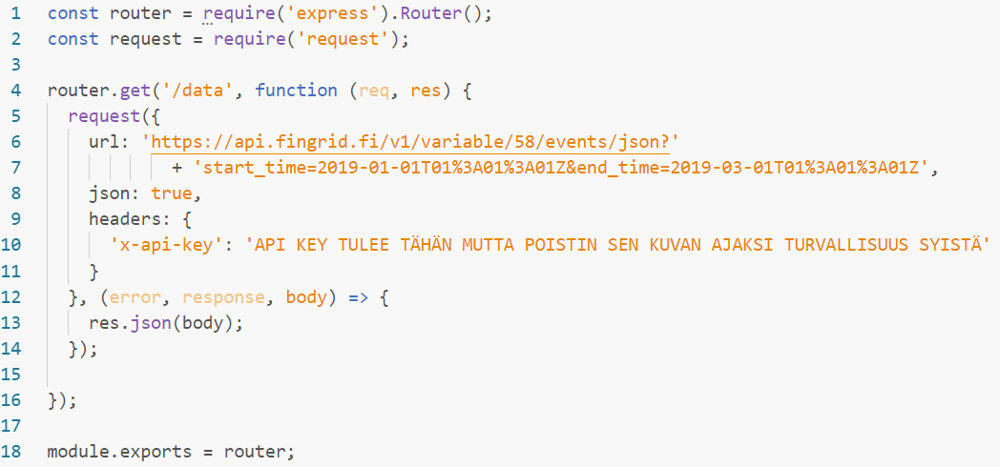 1 const router = require('express').Router();
2 const request = require('request');
3
4 router.get('/data', function (req, res) {
5   request({
6     url: 'https://api.fingrid.fi/v1/variable/58/events/json?'
7             + 'start_time=2019-01-01T01%3A01%3A01Z&end_time=2019-03-01T01%3A01%3A01Z',
8     json: true,
9     headers: {
10       'x-api-key': 'API KEY TULEE TÄHÄN MUTTA POISTIN SEN KUVAN AJAKSI TURVALLISUUS SYISTÄ'
11     }
12   }, (error, response, body) => {
13     res.json(body);
14   });
15
16 });
17
18 module.exports = router;